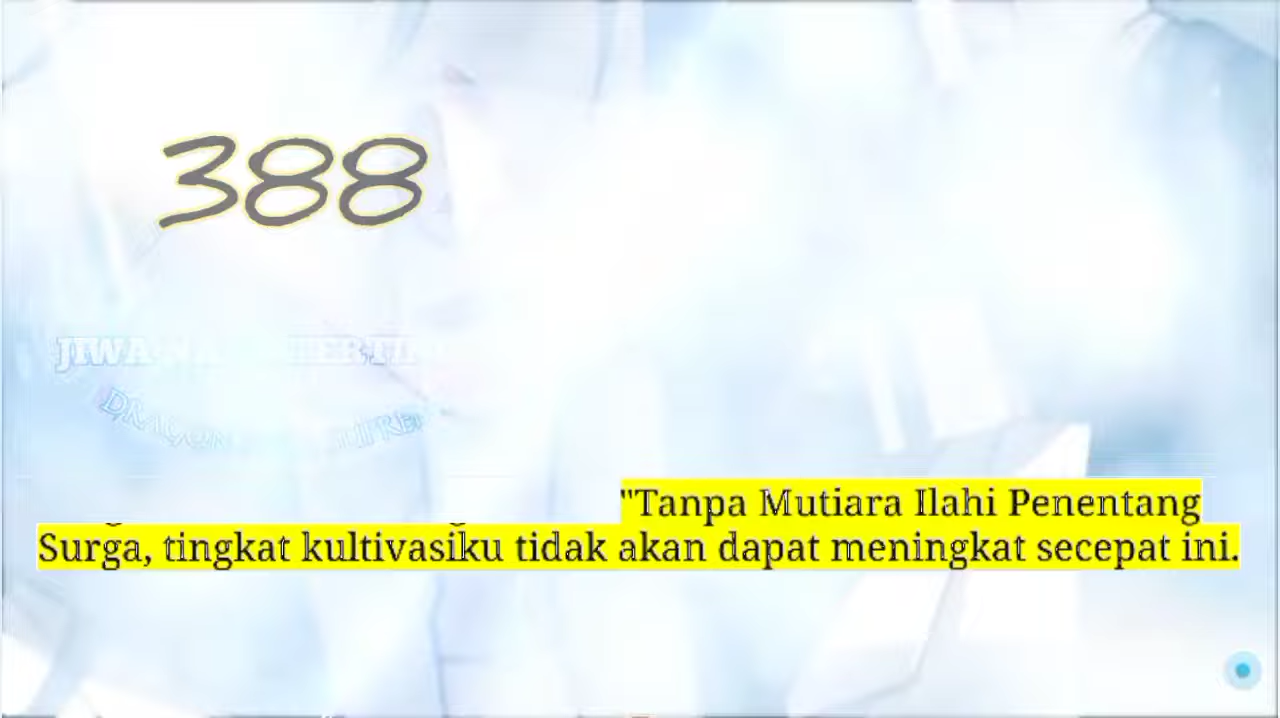 388
"Tanpa Mutiara Ilahi Penentang
Surga, tingkat kultivasiku tidak akan dapat meningkat secepat ini.